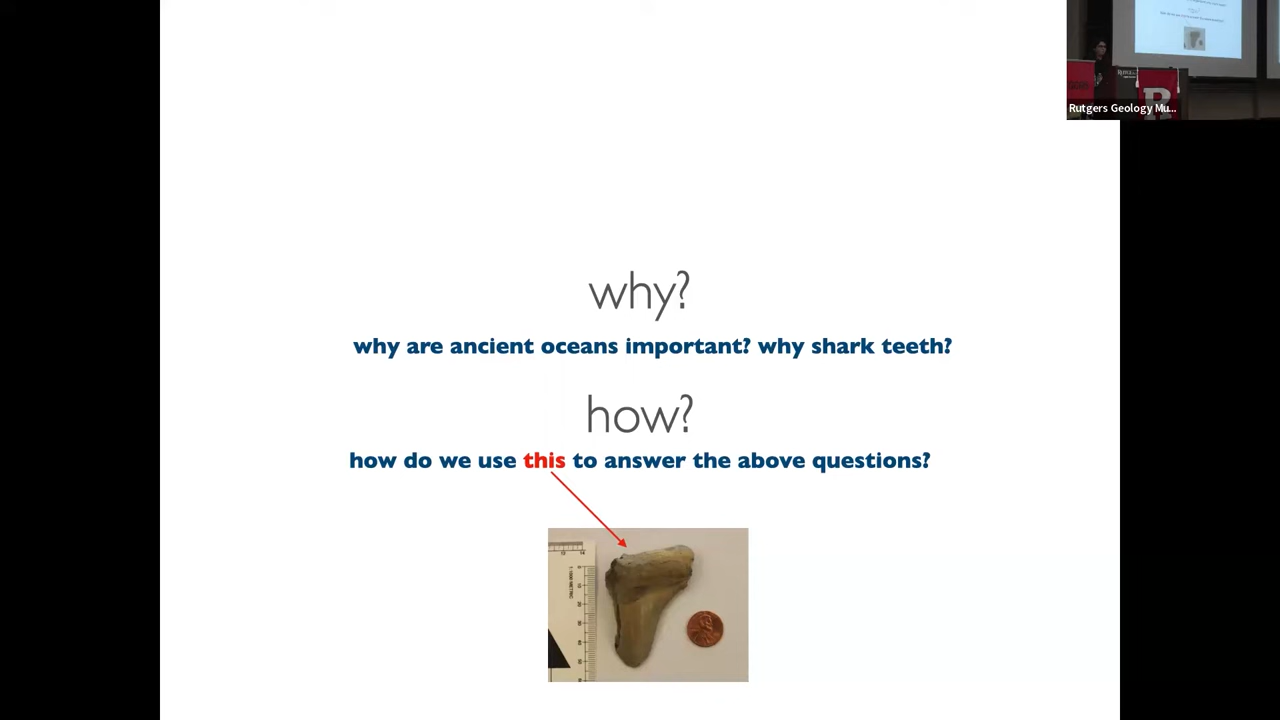 why?
why are ancient oceans important? why shark teeth?
how?
how do we use this to answer the above questions?
Rutgers Geology Mu...
R